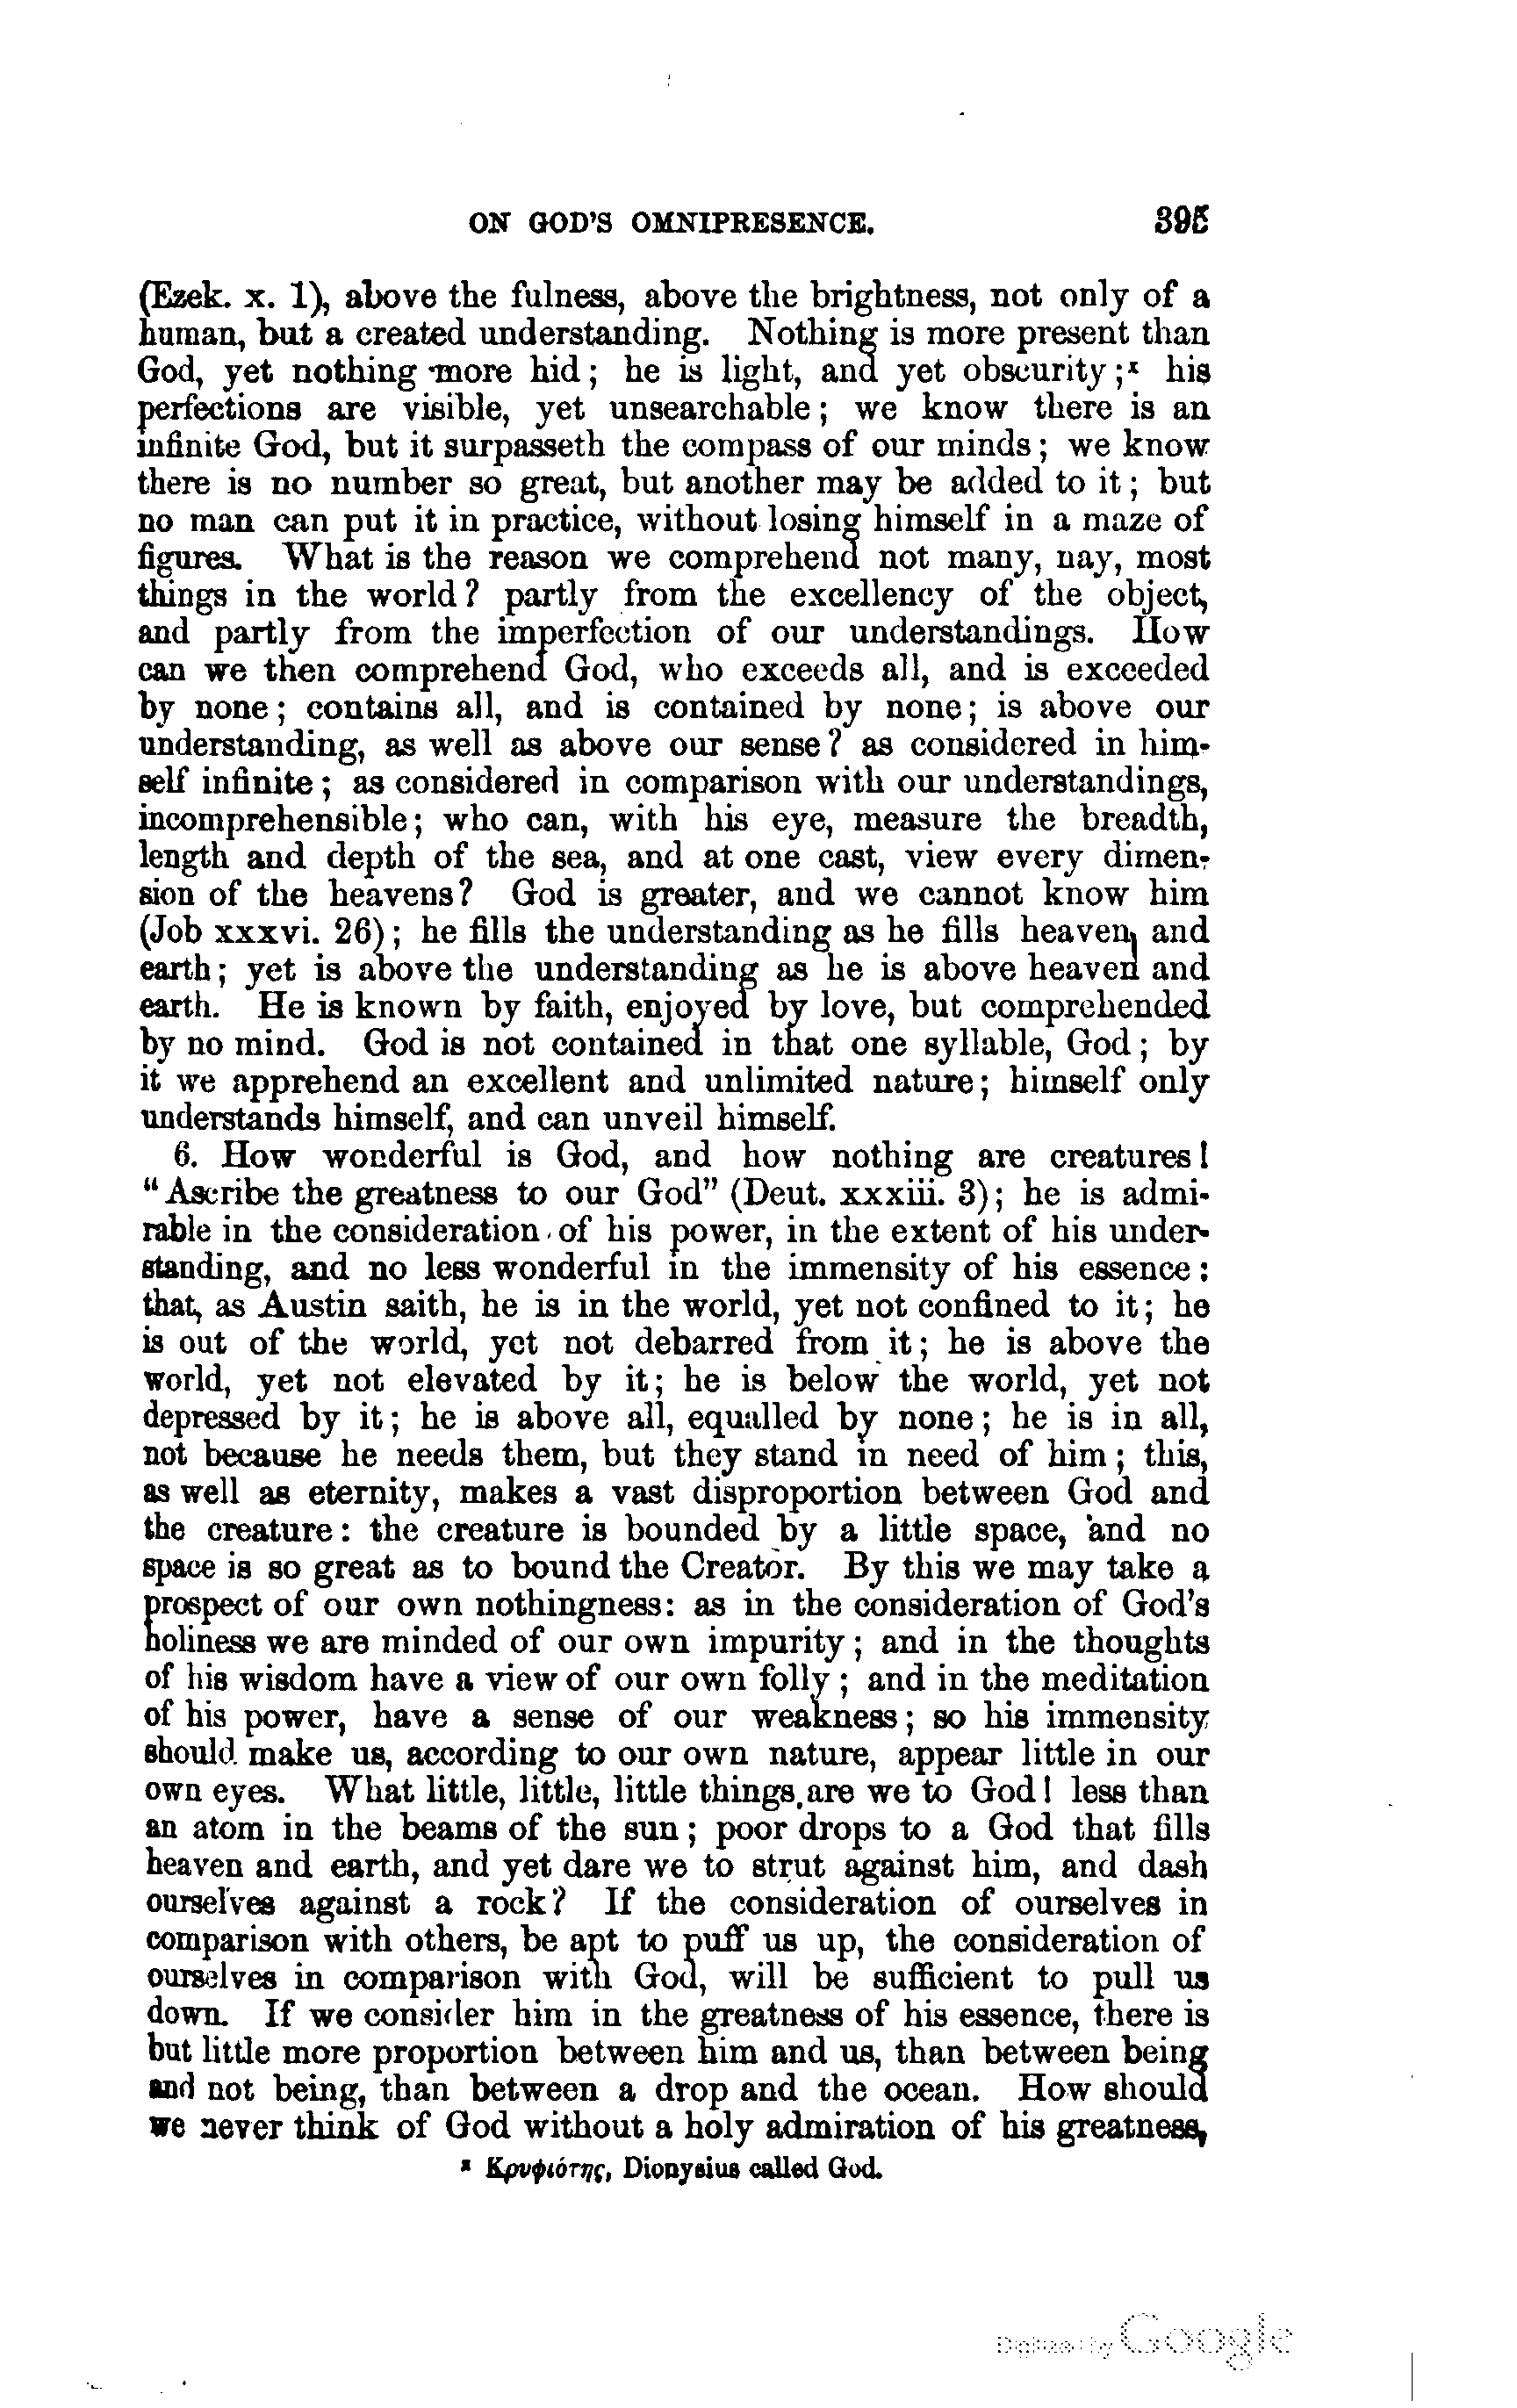 ON GOD'S OMNIPRESENCE. 395
(Ezek. x. 1), above the fulness, above the brightness, not only of a
human, but a created understanding. Nothing is more present than
God, yet nothing more hid; he is light, and yet obscurity;ˣ his
perfections are visible, yet unsearchable; we know there is an
infinite God, but it surpasseth the compass of our minds; we know
there is no number so great, but another may be added to it; but
no man can put it in practice, without losing himself in a maze of
figures. What is the reason we comprehend not many, nay, most
things in the world? partly from the excellency of the object,
and partly from the imperfection of our understandings. How
can we then comprehend God, who exceeds all, and is exceeded
by none; contains all, and is contained by none; is above our
understanding, as well as above our sense? as considered in him-
self infinite; as considered in comparison with our understandings,
incomprehensible; who can, with his eye, measure the breadth,
length and depth of the sea, and at one cast, view every dimen-
sion of the heavens? God is greater, and we cannot know him
(Job xxxvi. 26); he fills the understanding as he fills heaven and
earth; yet is above the understanding as he is above heaven and
earth. He is known by faith, enjoyed by love, but comprehended
by no mind. God is not contained in that one syllable, God; by
it we apprehend an excellent and unlimited nature; himself only
understands himself, and can unveil himself.
6. How wonderful is God, and how nothing are creatures!
"Ascribe the greatness to our God" (Deut. xxxiii. 3); he is admi-
rable in the consideration of his power, in the extent of his under-
standing, and no less wonderful in the immensity of his essence:
that, as Austin saith, he is in the world, yet not confined to it; he
is out of the world, yet not debarred from it; he is above the
world, yet not elevated by it; he is below the world, yet not
depressed by it; he is above all, equalled by none; he is in all,
not because he needs them, but they stand in need of him; this,
as well as eternity, makes a vast disproportion between God and
the creature: the creature is bounded by a little space, and no
space is so great as to bound the Creator. By this we may take a
prospect of our own nothingness: as in the consideration of God's
holiness we are minded of our own impurity; and in the thoughts
of his wisdom have a view of our own folly; and in the meditation
of his power, have a sense of our weakness; so his immensity
should make us, according to our own nature, appear little in our
own eyes. What little, little, little things are we to God! less than
an atom in the beams of the sun; poor drops to a God that fills
heaven and earth, and yet dare we to strut against him, and dash
ourselves against a rock? If the consideration of ourselves in
comparison with others, be apt to puff us up, the consideration of
ourselves in comparison with God, will be sufficient to pull us
down. If we consider him in the greatness of his essence, there is
but little more proportion between him and us, than between being
and not being, than between a drop and the ocean. How should
we never think of God without a holy admiration of his greatness,
ˣ Κρυφιότης, Dionysius called God.
Digitized by Google